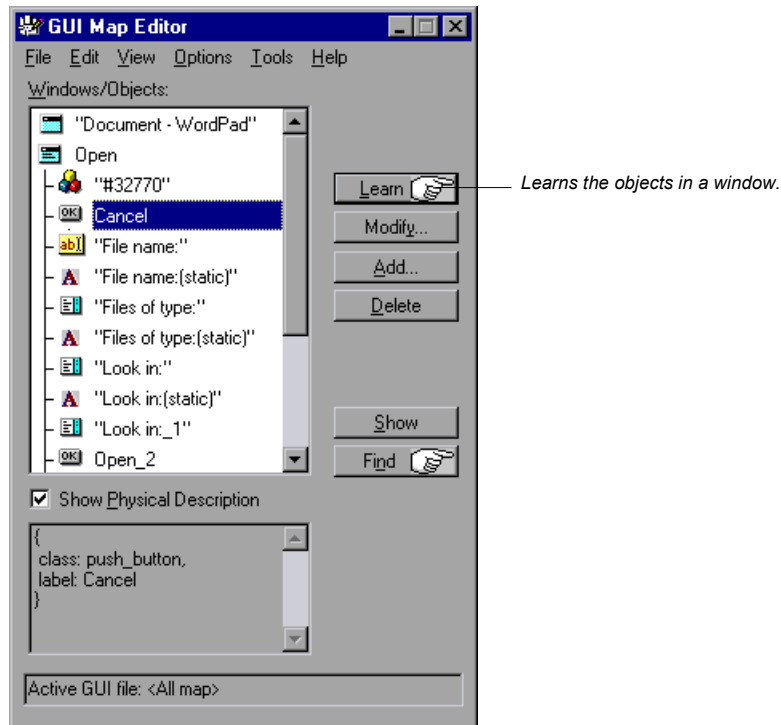 GUI Map Editor
File Edit View Options Tools Help
Windows/Objects:
"Document - WordPad"
Open
"#32770"
OK Cancel
ab "File name:"
A "File name:(static)"
"Files of type:"
A "Files of type:(static)"
"Look in:"
A "Look in:(static)"
"Look in:_1"
OK Open_2
Learn
Learns the objects in a window.
Modify...
Add...
Delete
Show
Find
Show Physical Description
{
class: push_button,
label: Cancel
}
Active GUI file: <All map>